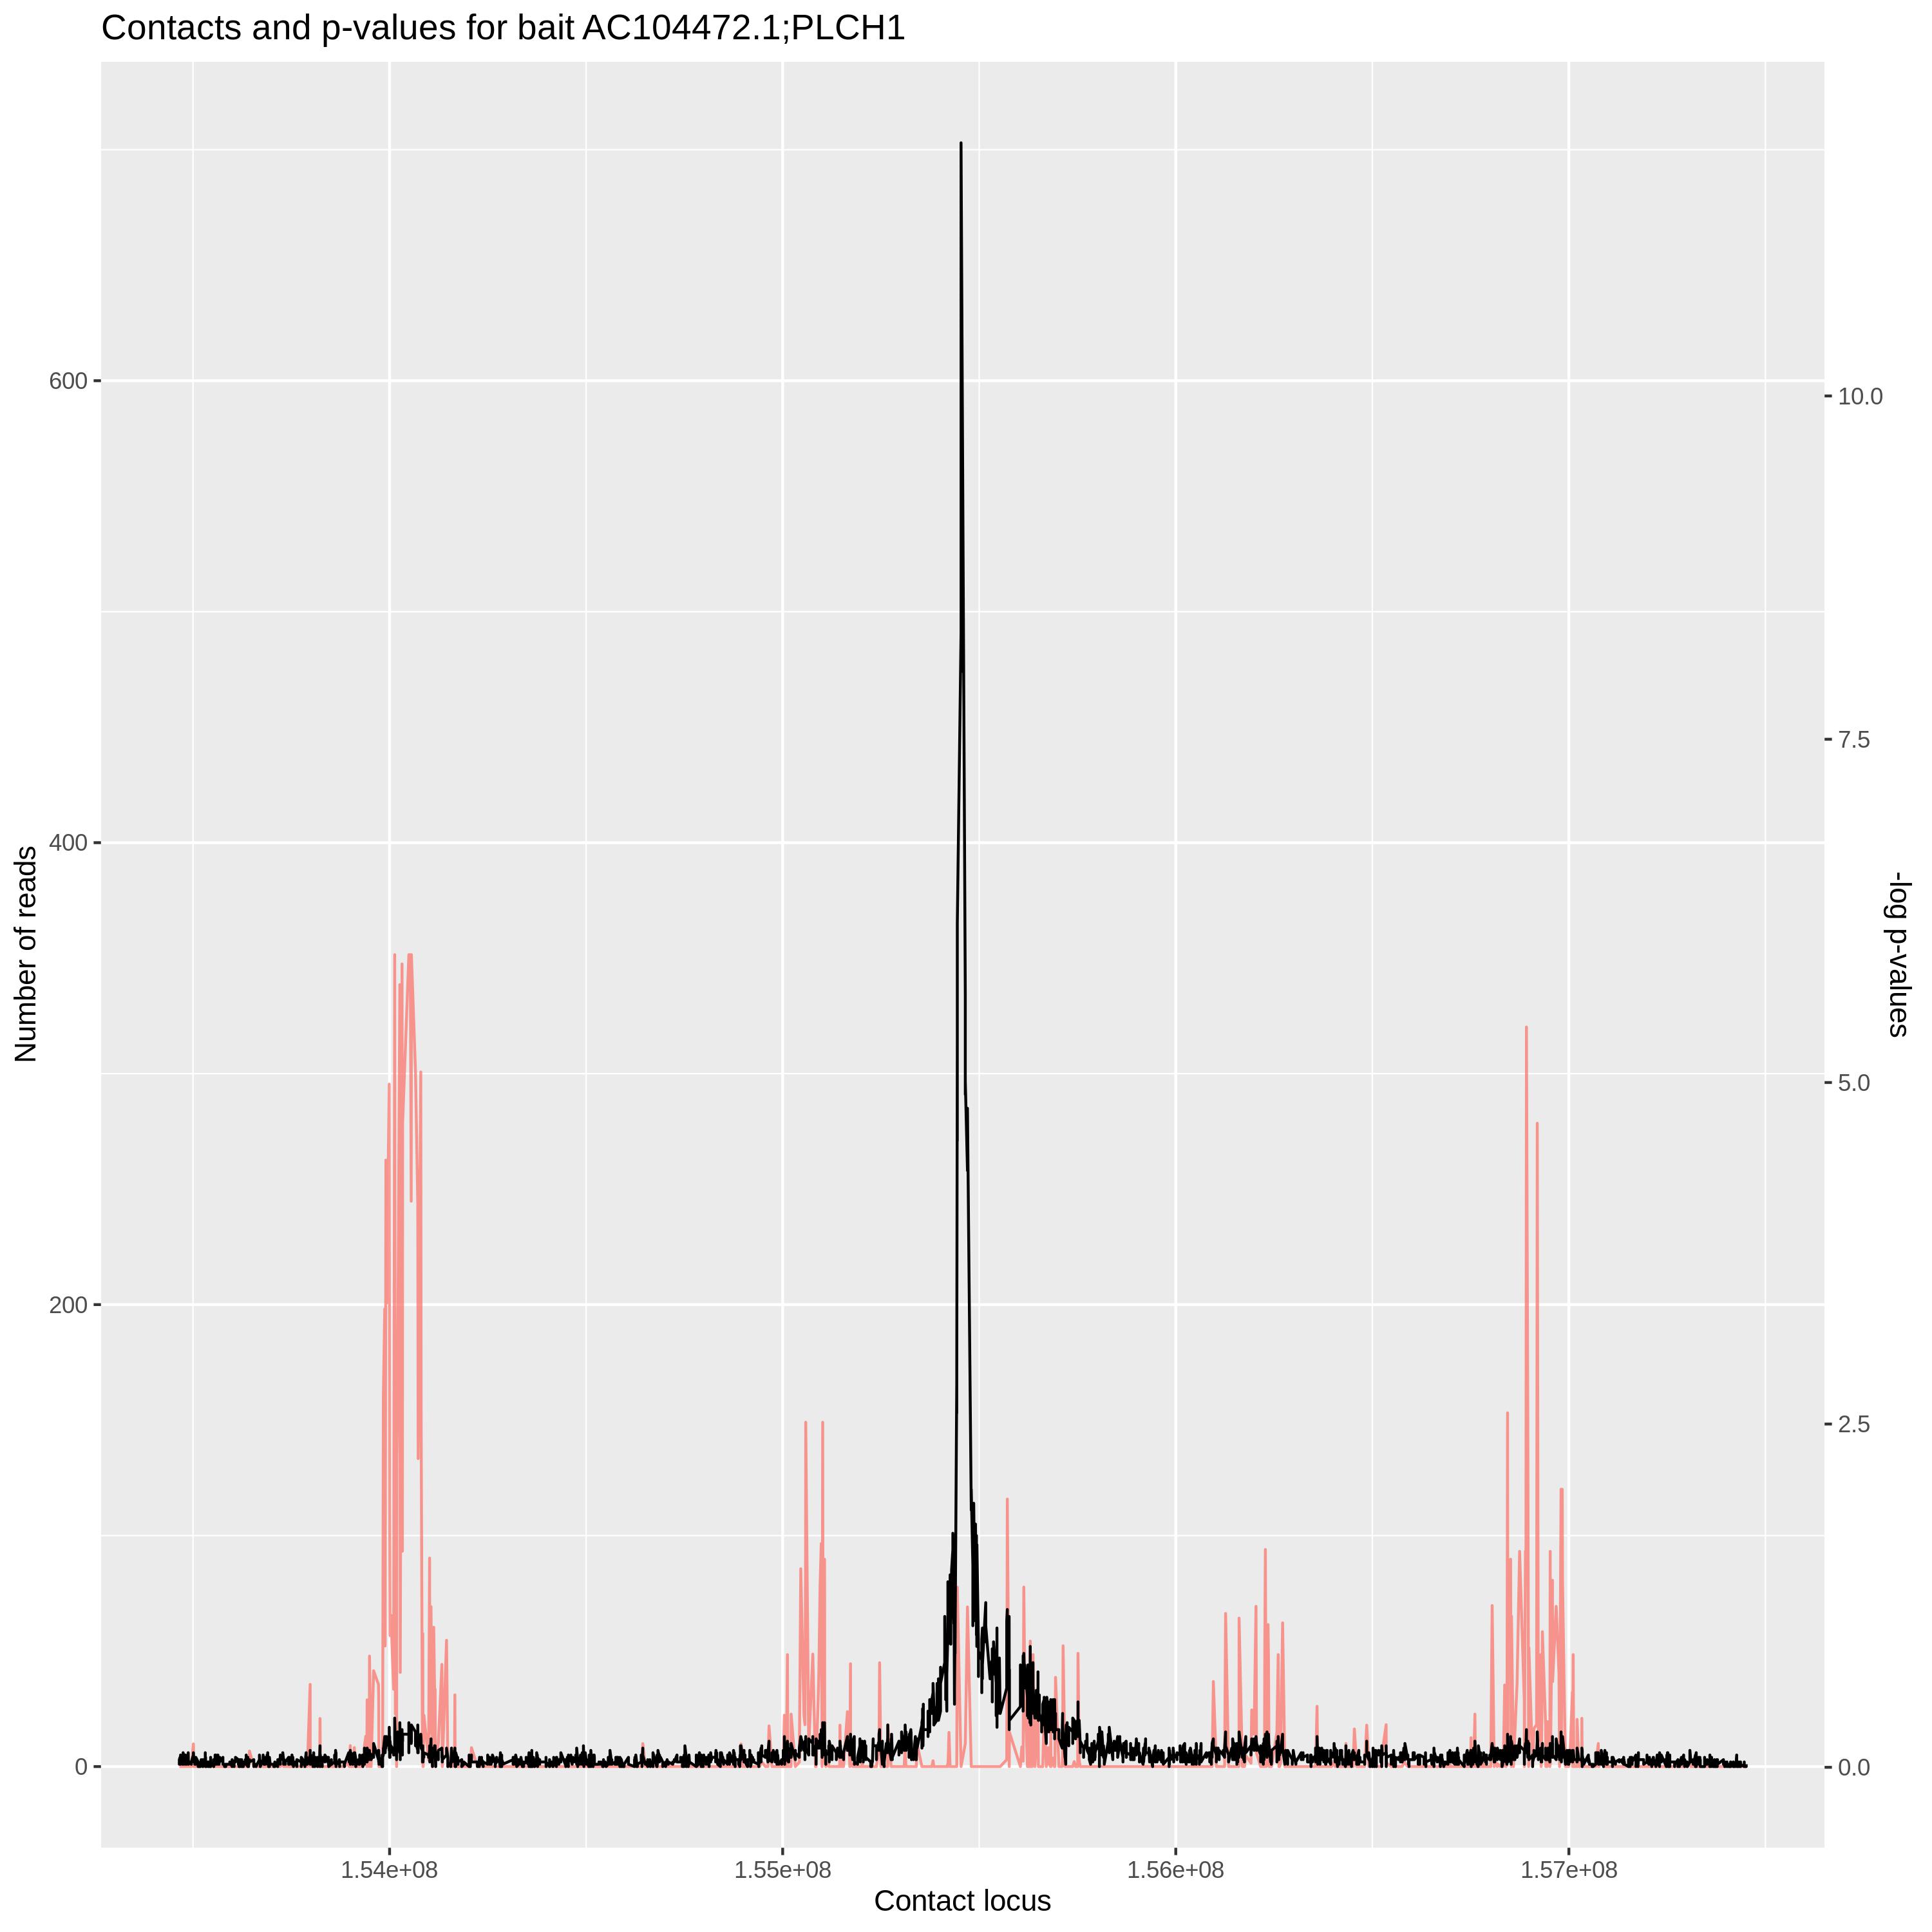 Contacts and p-values for bait AC104472.1;PLCH1
600
400
200
0
Number of reads
10.0
7.5
5.0
2.5
0.0
-log p-values
1.54e+08 1.55e+08 1.56e+08 1.57e+08
Contact locus